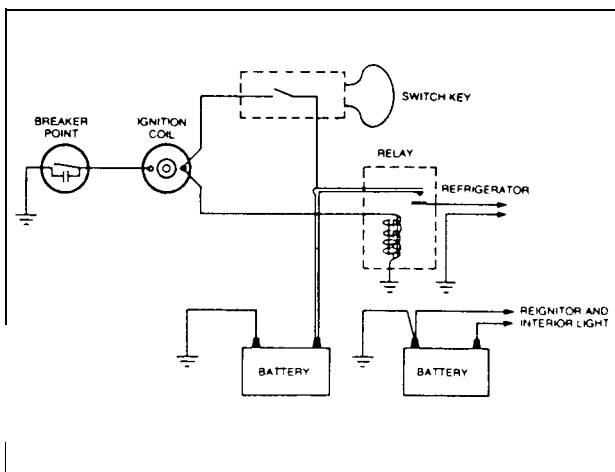 SWITCH KEY
BREAKER
POINT
IGNITION
COIL
RELAY
REFRIGERATOR
REIGNITOR AND
INTERIOR LIGHT
BATTERY
BATTERY